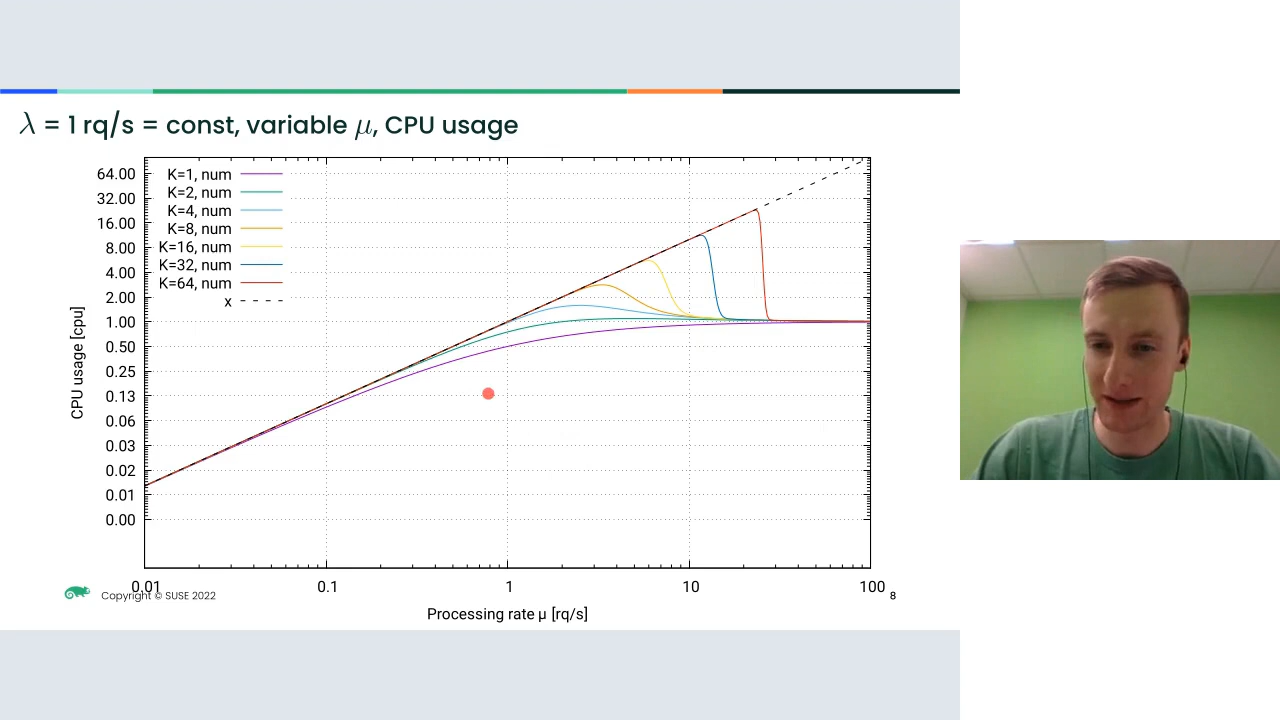 λ = 1 rq/s = const, variable μ, CPU usage
64.00
32.00
16.00
8.00
4.00
2.00
1.00
0.50
0.25
0.13
0.06
0.03
0.02
0.01
0.00
K=1, num
K=2, num
K=4, num
K=8, num
K=16, num
K=32, num
K=64, num
x
CPU usage [cpu]
0.01
0.1
1
10
100
Copyright © SUSE 2022
8
Processing rate μ [rq/s]